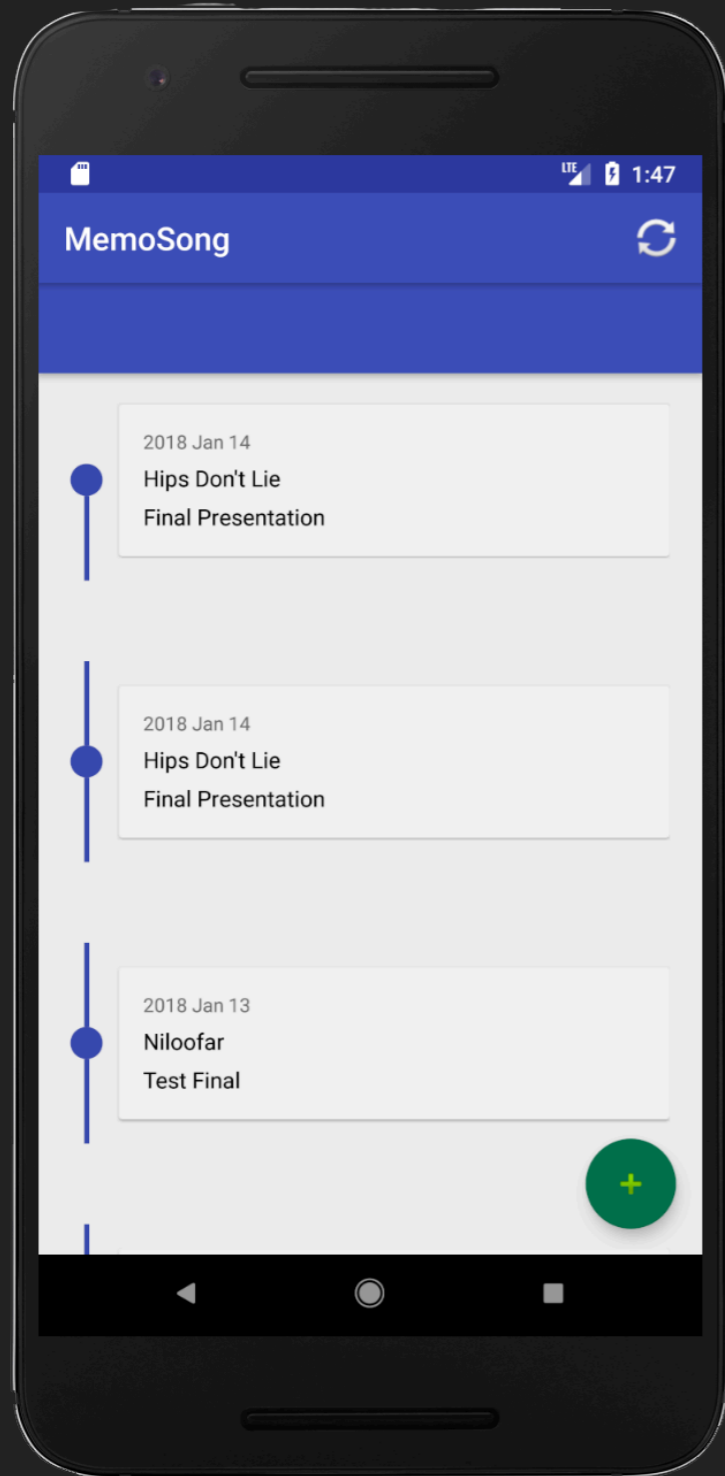 LTE 1:47
MemoSong
2018 Jan 14
Hips Don't Lie
Final Presentation
2018 Jan 14
Hips Don't Lie
Final Presentation
2018 Jan 13
Niloofar
Test Final
+